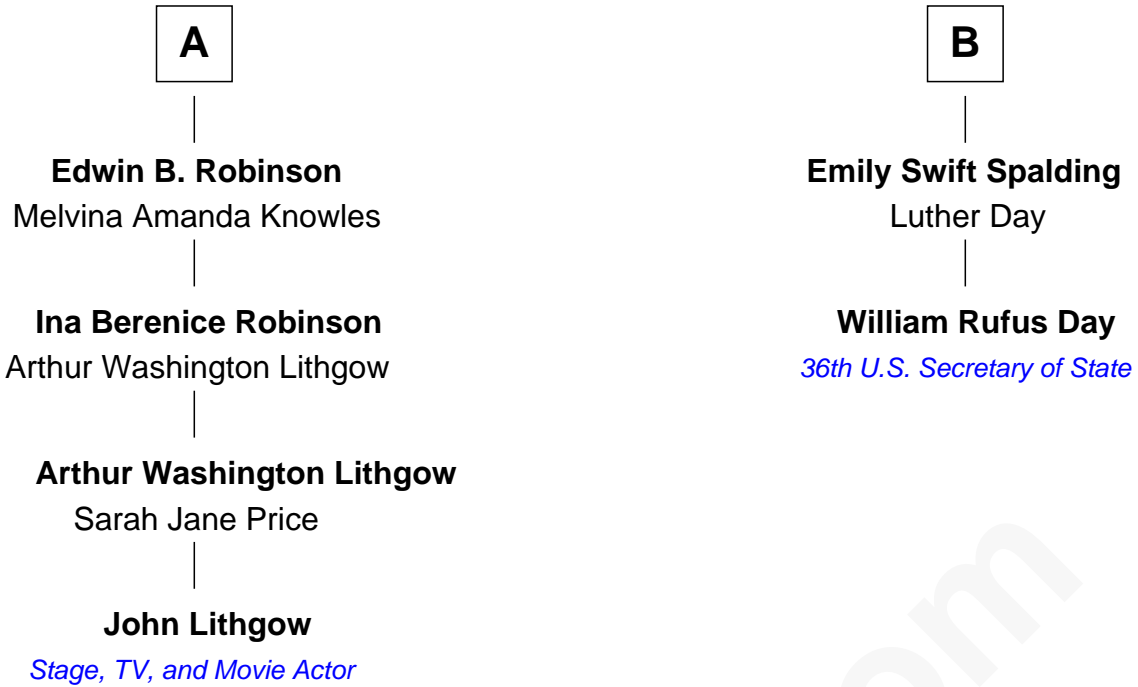 A
Edwin B. Robinson
Melvina Amanda Knowles
Ina Berenice Robinson
Arthur Washington Lithgow
Arthur Washington Lithgow
Sarah Jane Price
John Lithgow
Stage, TV, and Movie Actor
B
Emily Swift Spalding
Luther Day
William Rufus Day
36th U.S. Secretary of State
om